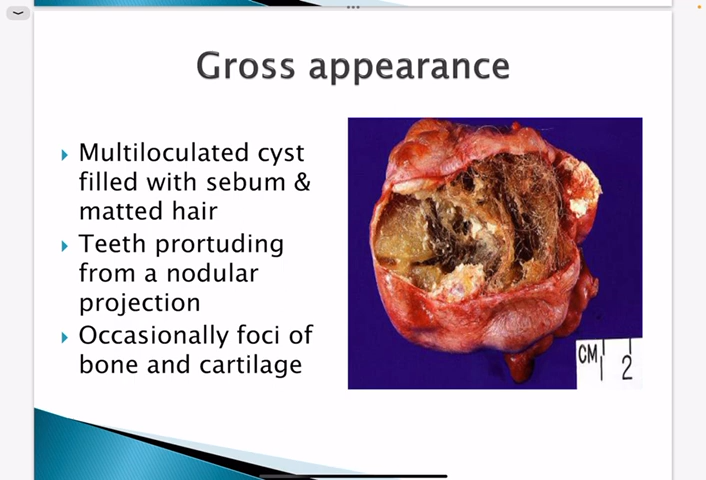 Gross appearance
Multiloculated cyst
filled with sebum &
matted hair
Teeth prortuding
from a nodular
projection
Occasionally foci of
bone and cartilage
CM 1 2